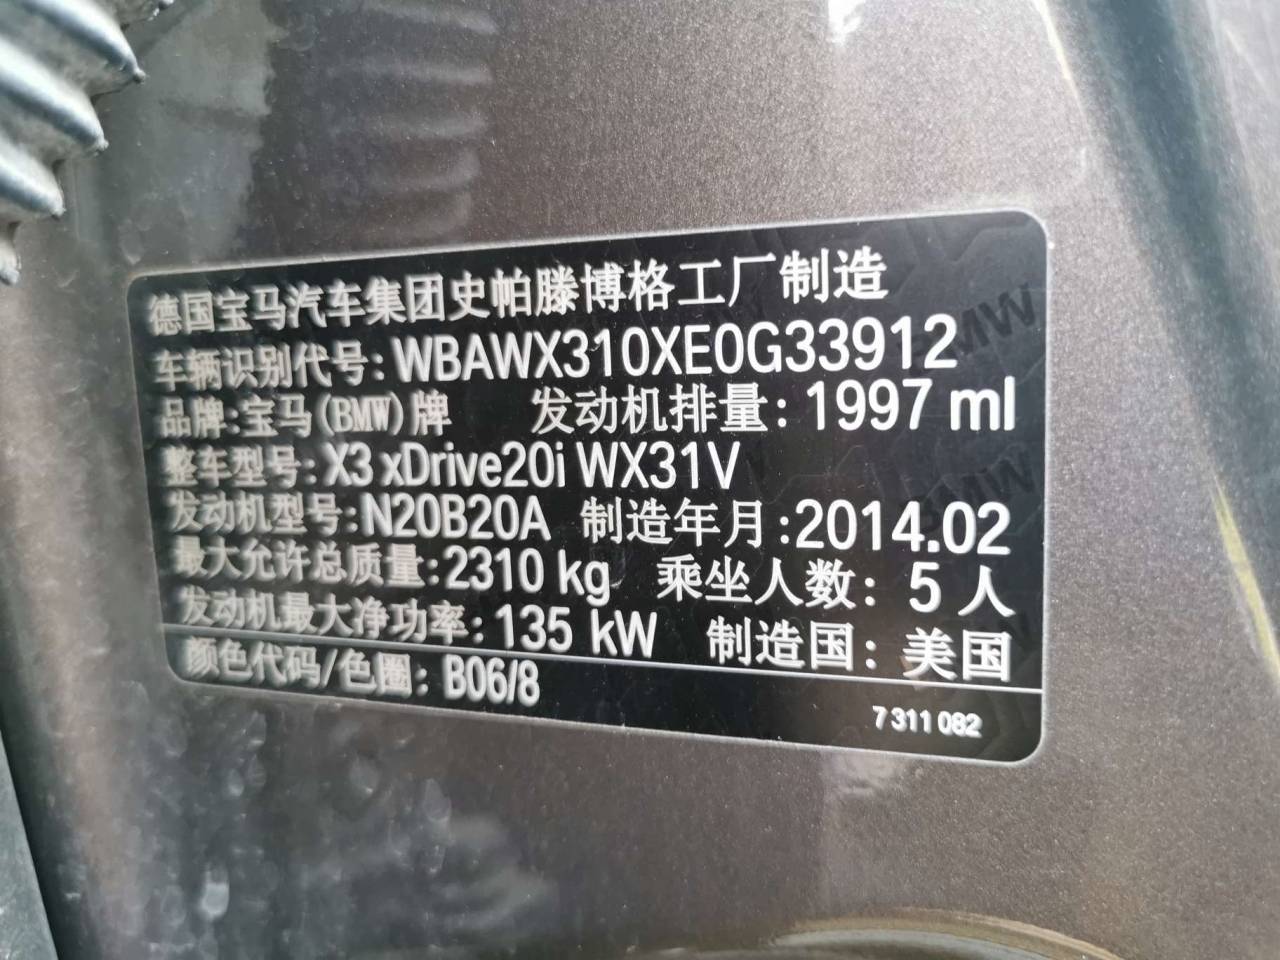 德国宝马汽车集团史帕滕博格工厂制造
车辆识别代号: WBAWX310XE0G33912
品牌: 宝马(BMW)牌 发动机排量: 1997 ml
整车型号: X3 xDrive20i WX31V
发动机型号: N20B20A 制造年月: 2014.02
最大允许总质量: 2310 kg 乘坐人数: 5 人
发动机最大净功率: 135 kW 制造国: 美国
颜色代码/色圈: B06/8
7 311 082